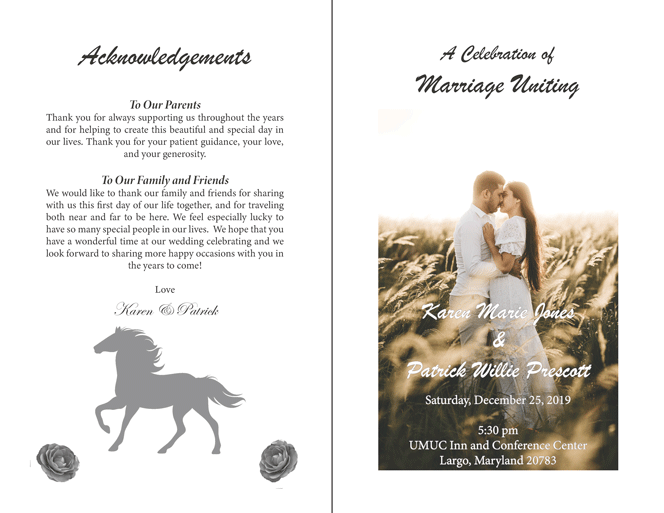 Acknowledgements
To Our Parents
Thank you for always supporting us throughout the years
and for helping to create this beautiful and special day in
our lives. Thank you for your patient guidance, your love,
and your generosity.
To Our Family and Friends
We would like to thank our family and friends for sharing
with us this first day of our life together, and for traveling
both near and far to be here. We feel especially lucky to
have so many special people in our lives. We hope that you
have a wonderful time at our wedding celebrating and we
look forward to sharing more happy occasions with you in
the years to come!
Love
Karen & Patrick
A Celebration of
Marriage Uniting
Karen Marie Jones
&
Patrick Willie Prescott
Saturday, December 25, 2019
5:30 pm
UMUC Inn and Conference Center
Largo, Maryland 20783